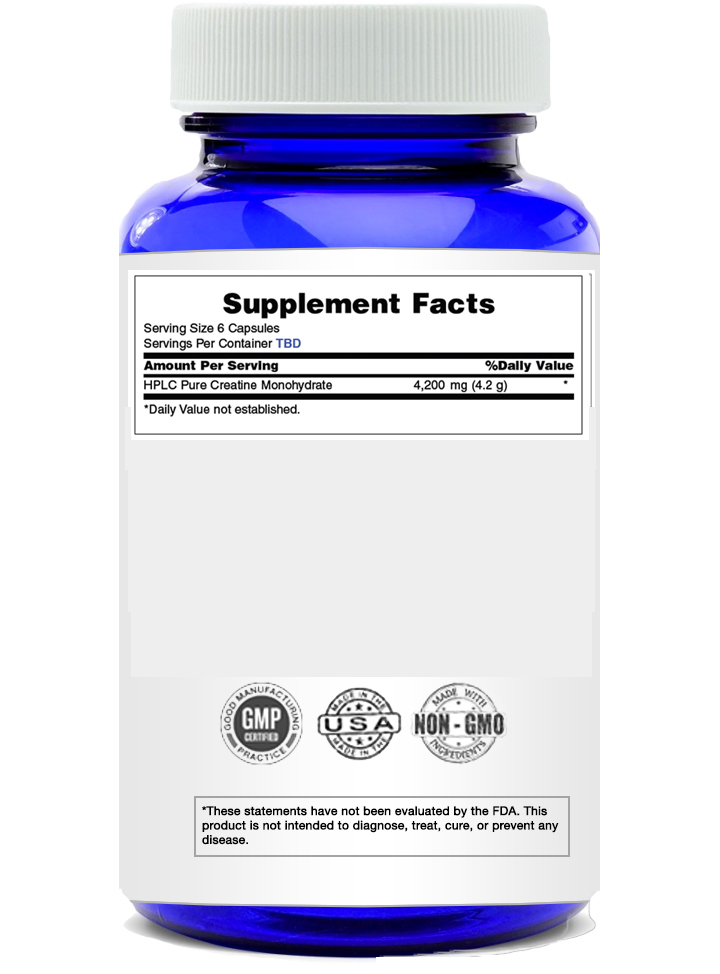 Supplement Facts
Serving Size 6 Capsules
Servings Per Container TBD
Amount Per Serving %Daily Value
HPLC Pure Creatine Monohydrate 4,200 mg (4.2 g) *
*Daily Value not established.
GOOD MANUFACTURING
GMP
CERTIFIED
PRACTICE
MADE IN THE
USA
MADE IN THE
MADE WITH
NON-GMO
INGREDIENTS
*These statements have not been evaluated by the FDA. This
product is not intended to diagnose, treat, cure, or prevent any
disease.